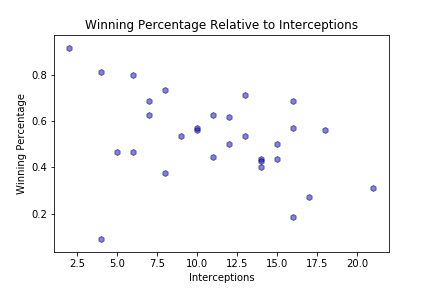 Winning Percentage Relative to Interceptions
Winning Percentage
0.8
0.6
0.4
0.2
2.5 5.0 7.5 10.0 12.5 15.0 17.5 20.0
Interceptions